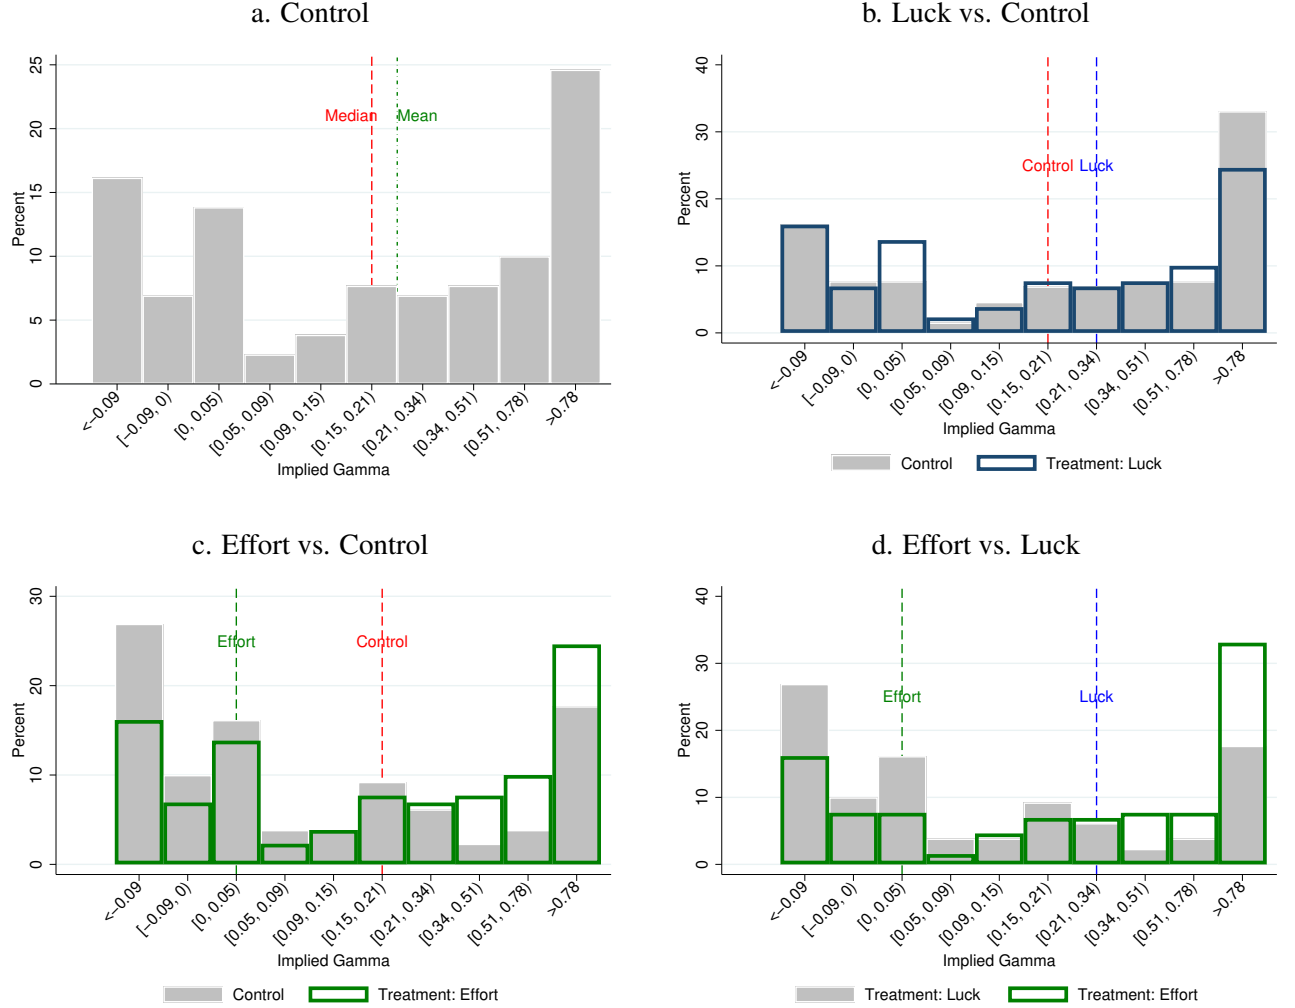 a. Control
25
20
15
10
5
0
Percent
Median
Mean
<−0.09
[−0.09, 0)
[0, 0.05)
[0.05, 0.09)
[0.09, 0.15)
[0.15, 0.21)
[0.21, 0.34)
[0.34, 0.51)
[0.51, 0.78)
>0.78
Implied Gamma
b. Luck vs. Control
40
30
20
10
0
Percent
Control
Luck
<−0.09
[−0.09, 0)
[0, 0.05)
[0.05, 0.09)
[0.09, 0.15)
[0.15, 0.21)
[0.21, 0.34)
[0.34, 0.51)
[0.51, 0.78)
>0.78
Implied Gamma
Control
Treatment: Luck
c. Effort vs. Control
30
20
10
0
Percent
Effort
Control
<−0.09
[−0.09, 0)
[0, 0.05)
[0.05, 0.09)
[0.09, 0.15)
[0.15, 0.21)
[0.21, 0.34)
[0.34, 0.51)
[0.51, 0.78)
>0.78
Implied Gamma
Control
Treatment: Effort
d. Effort vs. Luck
40
30
20
10
0
Percent
Effort
Luck
<−0.09
[−0.09, 0)
[0, 0.05)
[0.05, 0.09)
[0.09, 0.15)
[0.15, 0.21)
[0.21, 0.34)
[0.34, 0.51)
[0.51, 0.78)
>0.78
Implied Gamma
Treatment: Luck
Treatment: Effort